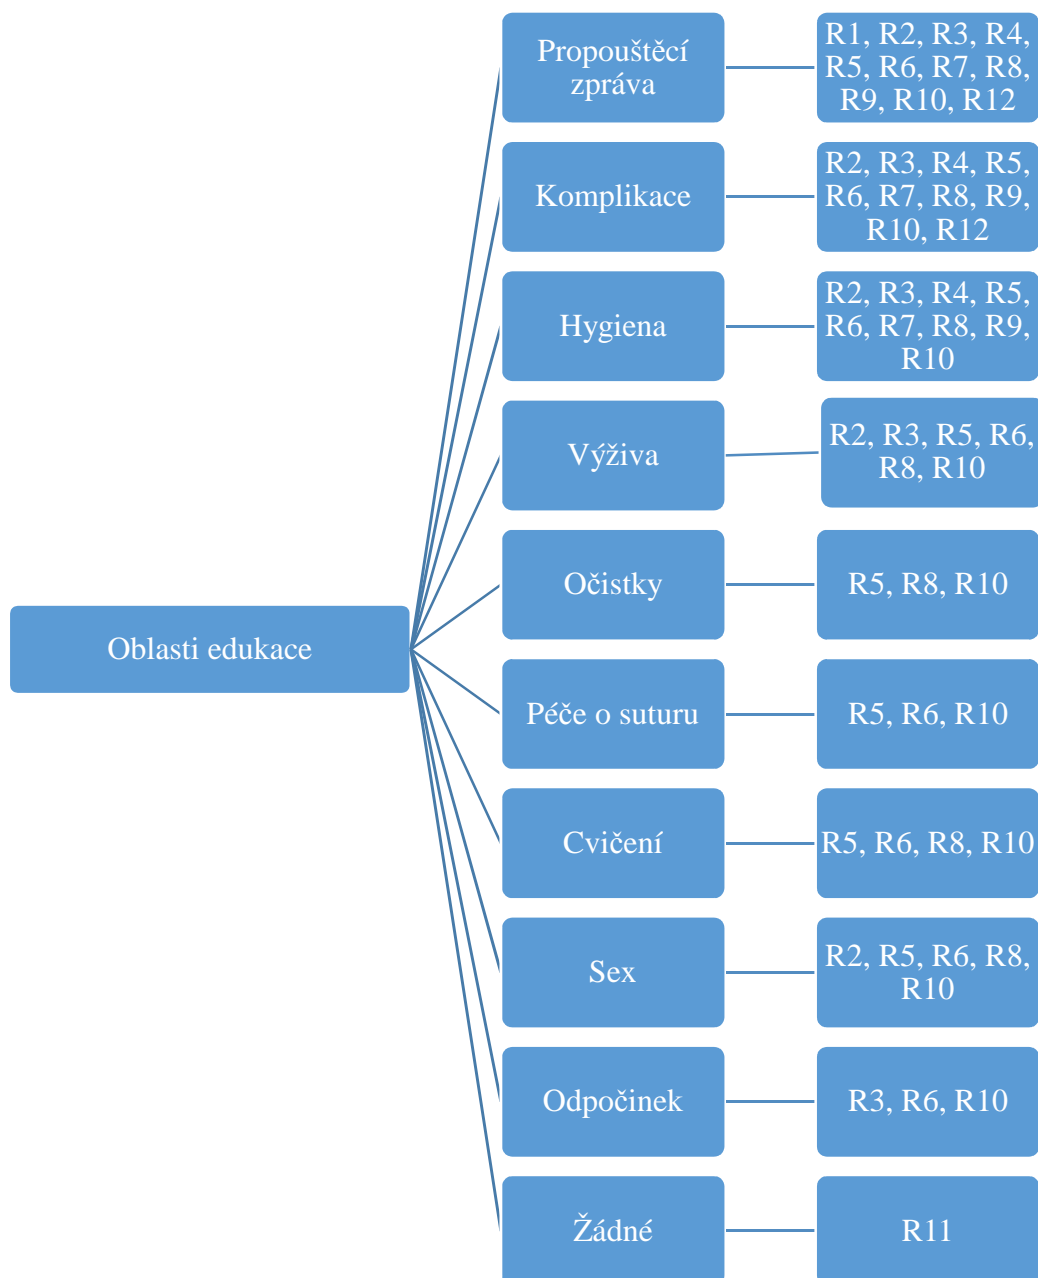 Propouštěcí
zpráva
R1, R2, R3, R4,
R5, R6, R7, R8,
R9, R10, R12
Komplikace
R2, R3, R4, R5,
R6, R7, R8, R9,
R10, R12
Hygiena
R2, R3, R4, R5,
R6, R7, R8, R9,
R10
Výživa
R2, R3, R5, R6,
R8, R10
Očistky
R5, R8, R10
Oblasti edukace
Péče o suturu
R5, R6, R10
Cvičení
R5, R6, R8, R10
Sex
R2, R5, R6, R8,
R10
Odpočinek
R3, R6, R10
Žádné
R11